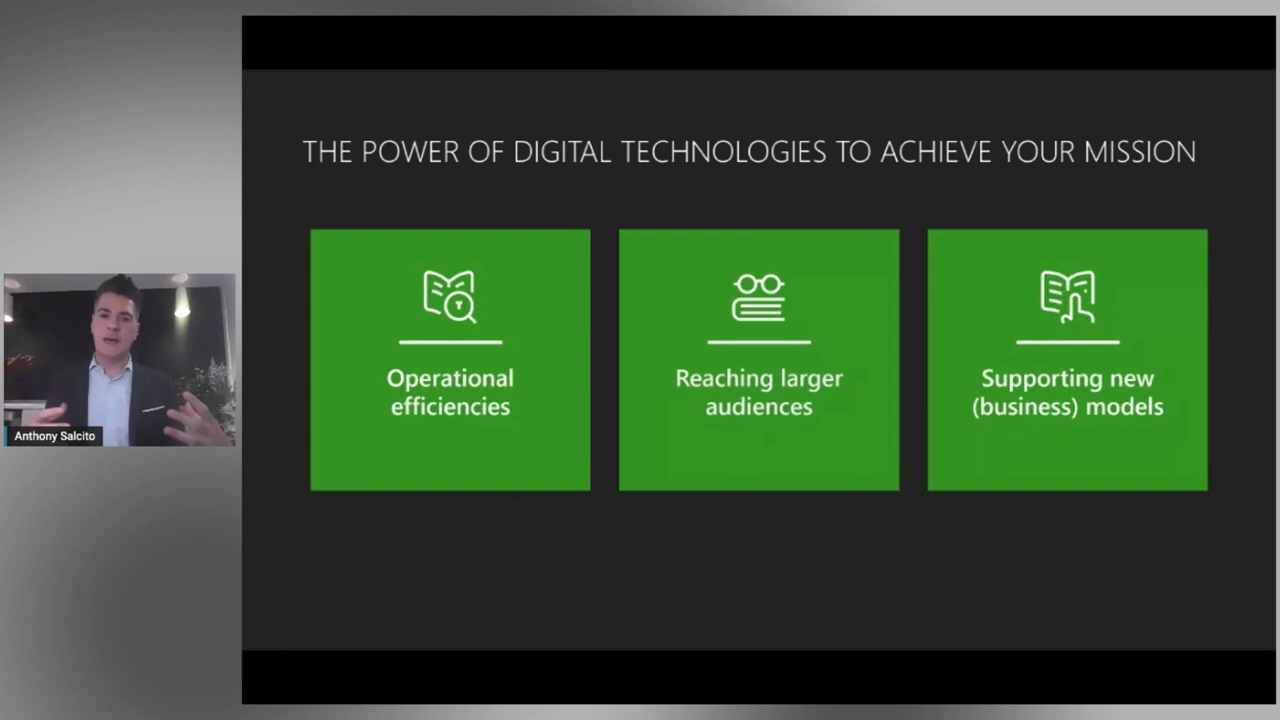 THE POWER OF DIGITAL TECHNOLOGIES TO ACHIEVE YOUR MISSION
Operational
efficiencies
Reaching larger
audiences
Supporting new
(business) models
Anthony Salcito